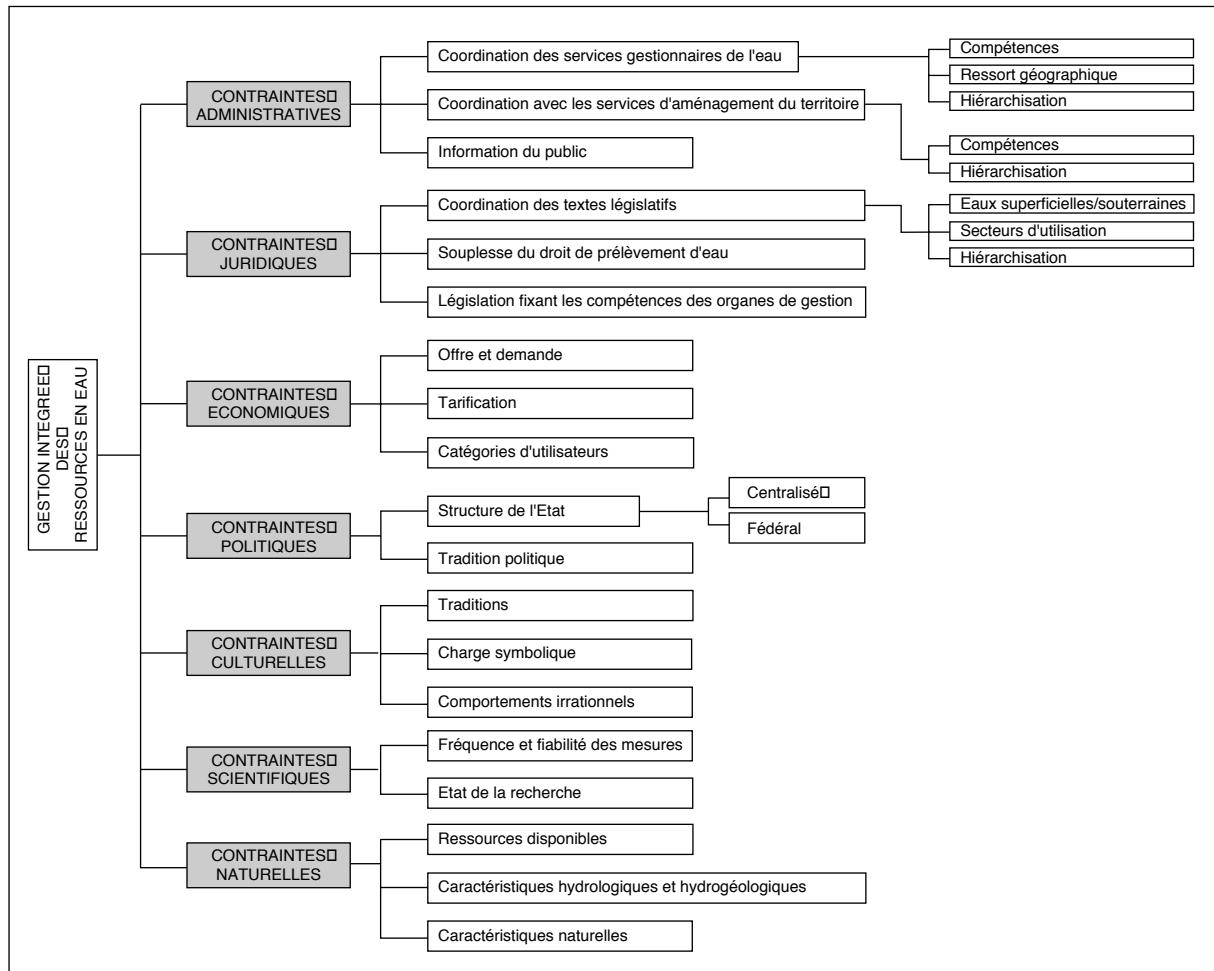 GESTION INTEGREE
DES
RESSOURCES EN EAU
CONTRAINTES
ADMINISTRATIVES
Coordination des services gestionnaires de l'eau
Compétences
Ressort géographique
Hiérarchisation
Coordination avec les services d'aménagement du territoire
Compétences
Hiérarchisation
Information du public
CONTRAINTES
JURIDIQUES
Coordination des textes législatifs
Eaux superficielles/souterraines
Secteurs d'utilisation
Hiérarchisation
Souplesse du droit de prélèvement d'eau
Législation fixant les compétences des organes de gestion
CONTRAINTES
ECONOMIQUES
Offre et demande
Tarification
Catégories d'utilisateurs
CONTRAINTES
POLITIQUES
Structure de l'Etat
Centralisé
Fédéral
Tradition politique
CONTRAINTES
CULTURELLES
Traditions
Charge symbolique
Comportements irrationnels
CONTRAINTES
SCIENTIFIQUES
Fréquence et fiabilité des mesures
Etat de la recherche
CONTRAINTES
NATURELLES
Ressources disponibles
Caractéristiques hydrologiques et hydrogéologiques
Caractéristiques naturelles